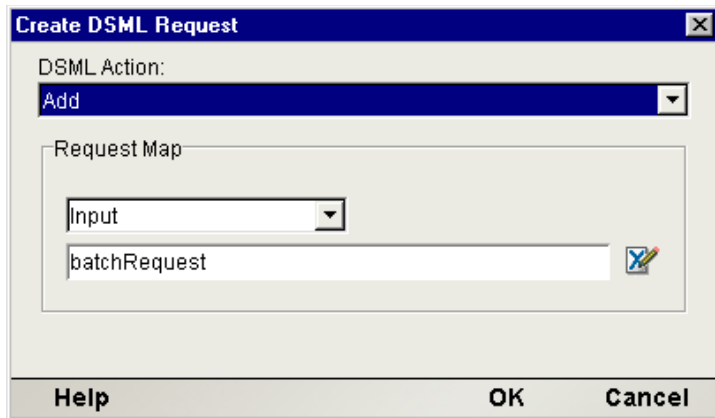 Create DSML Request
DSML Action:
Add
Request Map
Input
batchRequest
Help OK Cancel